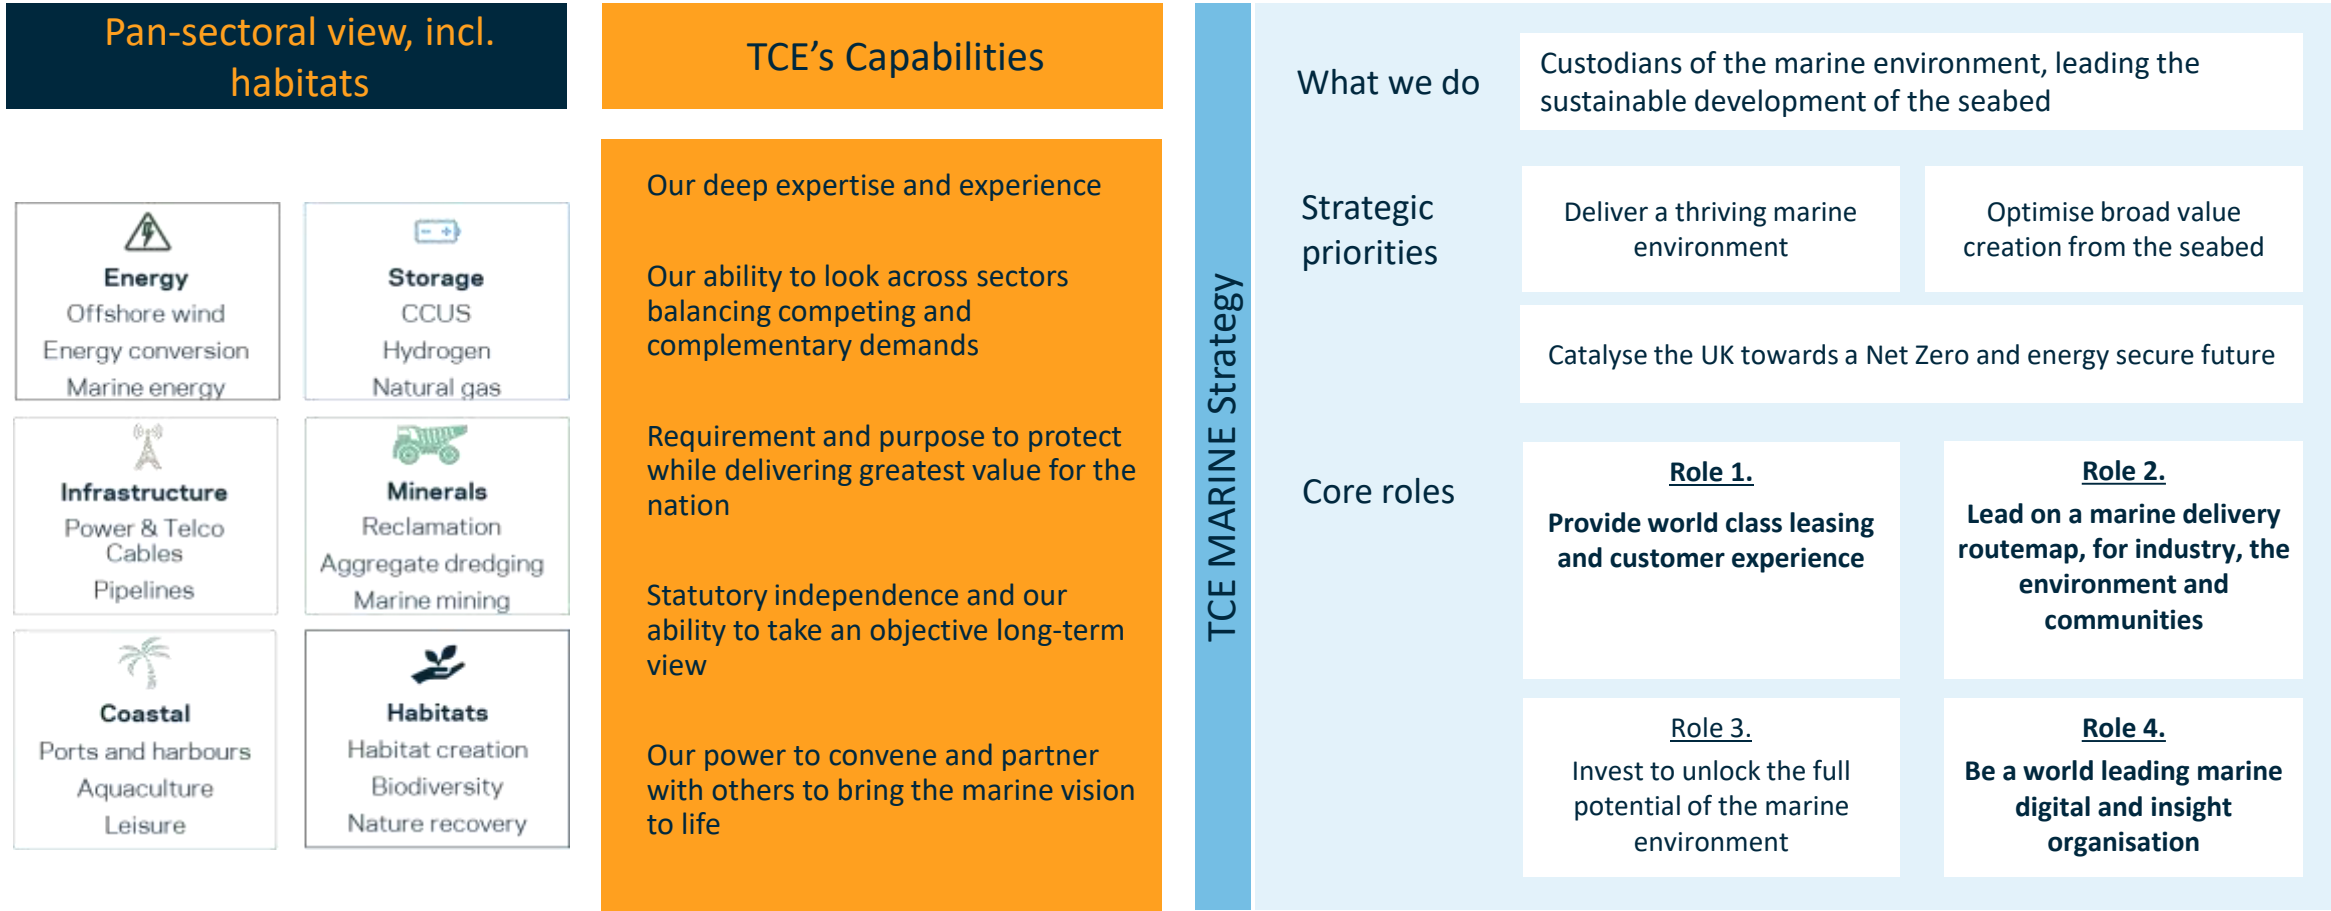 Pan-sectoral view, incl.
habitats
Energy
Offshore wind
Energy conversion
Marine energy
Storage
CCUS
Hydrogen
Natural gas
Infrastructure
Power & Telco
Cables
Pipelines
Minerals
Reclamation
Aggregate dredging
Marine mining
Coastal
Ports and harbours
Aquaculture
Leisure
Habitats
Habitat creation
Biodiversity
Nature recovery
TCE's Capabilities
Our deep expertise and experience
Our ability to look across sectors
balancing competing and
complementary demands
Requirement and purpose to protect
while delivering greatest value for the
nation
Statutory independence and our
ability to take an objective long-term
view
Our power to convene and partner
with others to bring the marine vision
to life
TCE MARINE Strategy
What we do
Custodians of the marine environment, leading the
sustainable development of the seabed
Strategic
priorities
Deliver a thriving marine
environment
Optimise broad value
creation from the seabed
Catalyse the UK towards a Net Zero and energy secure future
Core roles
Role 1.
Provide world class leasing
and customer experience
Role 2.
Lead on a marine delivery
routemap, for industry, the
environment and
communities
Role 3.
Invest to unlock the full
potential of the marine
environment
Role 4.
Be a world leading marine
digital and insight
organisation